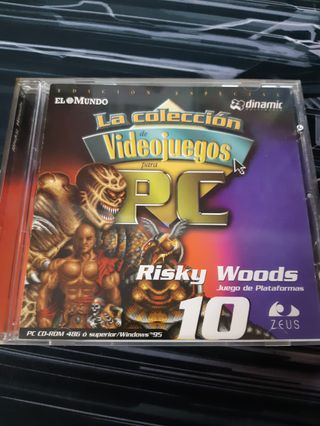 EDICIÓN ESPECIAL
EL MUNDO
dinamic
La colección
de
Videojuegos
para
PC
Risky Woods
Juego de Plataformas
10
ZEUS
PC CD-ROM 486 ó superior/Windows '95